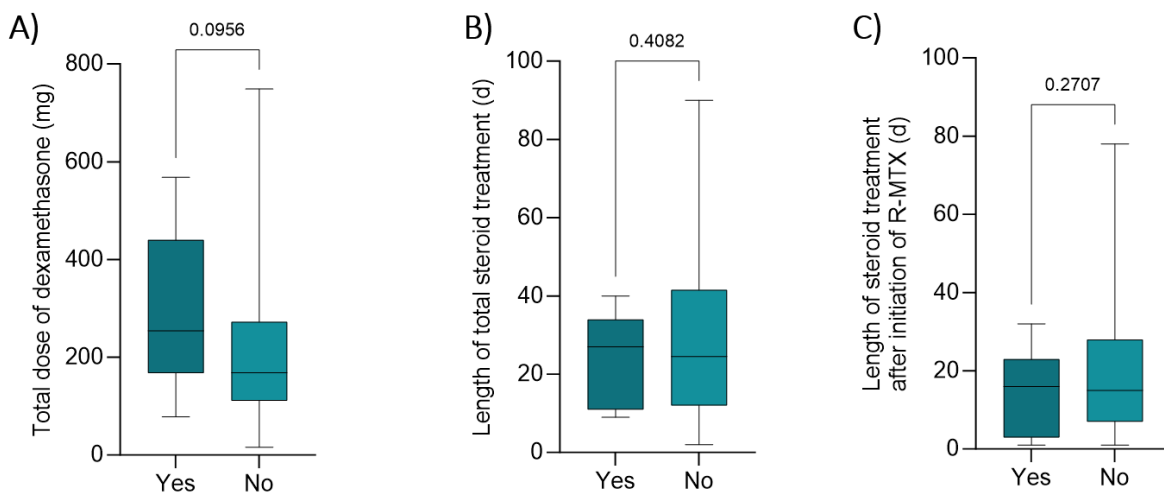 A)
0.0956
Total dose of dexamethasone (mg)
800
600
400
200
0
Yes No
B)
0.4082
Length of total steroid treatment (d)
100
80
60
40
20
0
Yes No
C)
0.2707
Length of steroid treatment
after initiation of R-MTX (d)
100
80
60
40
20
0
Yes No